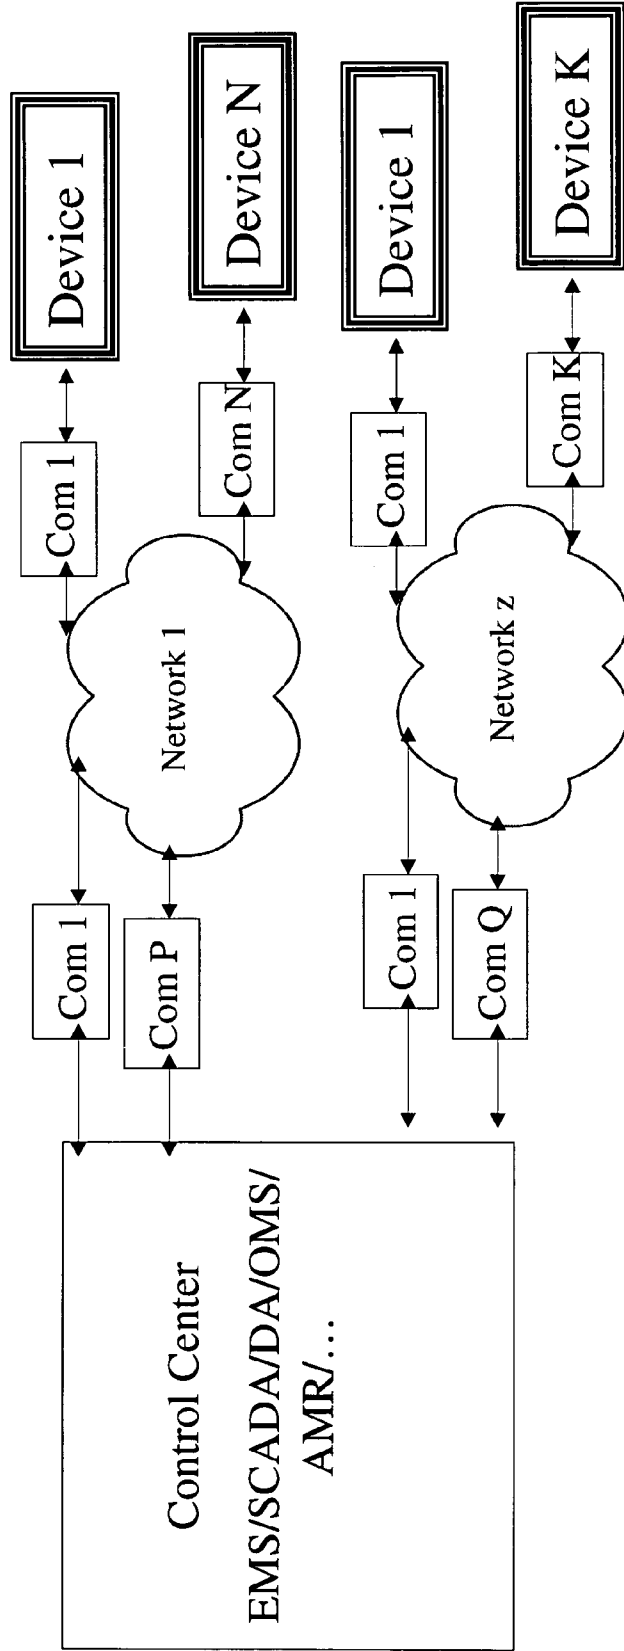 Control Center
EMS/SCADA/DA/OMS/
AMR/…
Com 1
Com P
Network 1
Com 1
Device 1
Com N
Device N
Com 1
Com Q
Network z
Com 1
Device 1
Com K
Device K